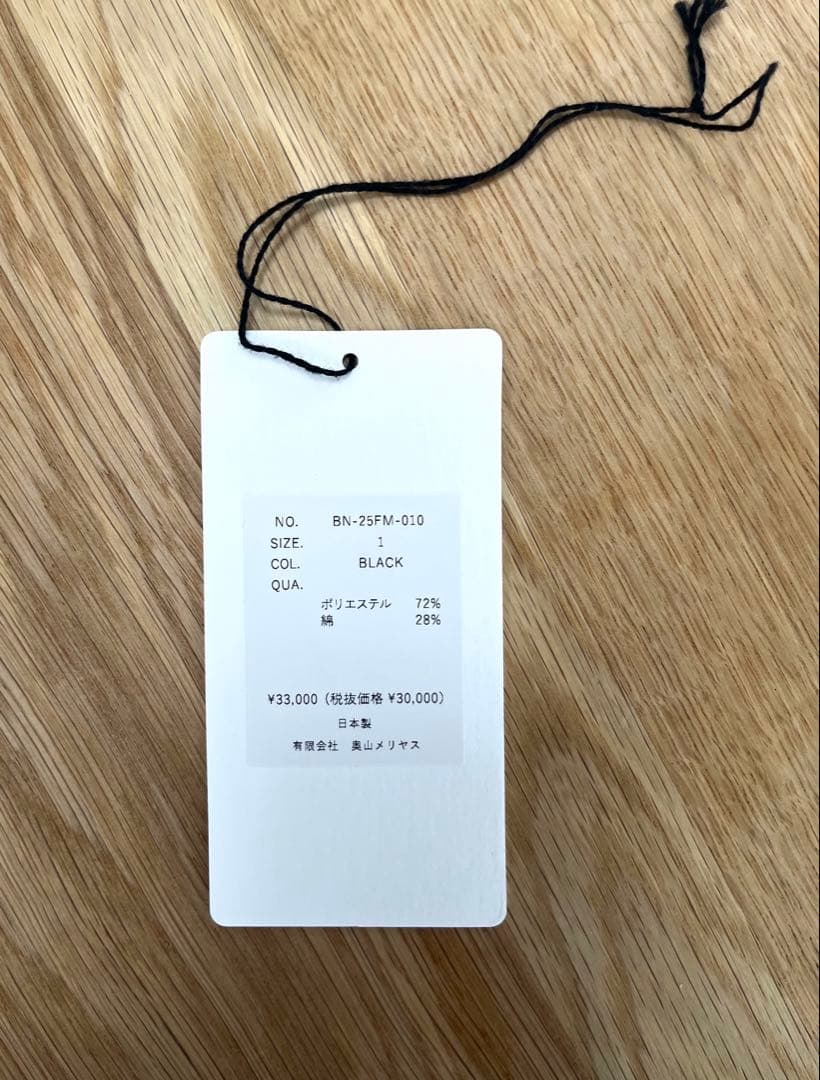 NO. BN-25FM-010
SIZE. 1
COL. BLACK
QUA.
ポリエステル 72%
綿 28%
¥33,000（税抜価格 ¥30,000）
日本製
有限会社　奥山メリヤス